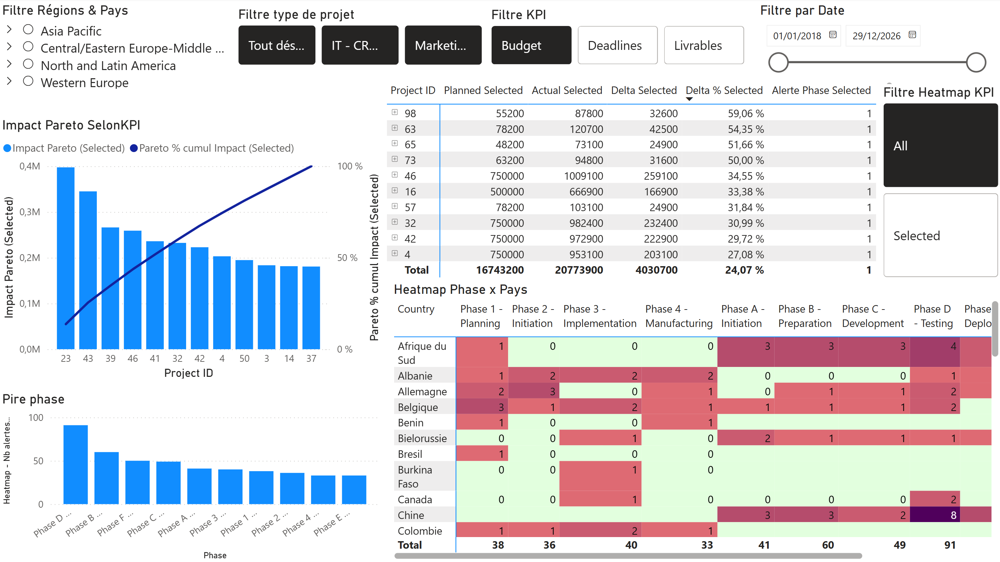 Filtre Régions & Pays
Asia Pacific
Central/Eastern Europe-Middle ...
North and Latin America
Western Europe
Filtre type de projet
Tout dés...
IT - CR...
Marketi...
Filtre KPI
Budget
Deadlines
Livrables
Filtre par Date
01/01/2018
29/12/2026
Impact Pareto SelonKPI
Impact Pareto (Selected)
Pareto % cumul Impact (Selected)
Impact Pareto (Selected)
0,4M
0,3M
0,2M
0,1M
0,0M
100 %
50 %
0 %
Pareto % cumul Impact (Selected)
23 43 39 46 41 32 42 4 50 3 14 37
Project ID
Project ID Planned Selected Actual Selected Delta Selected Delta % Selected Alerte Phase Selected
98 55200 87800 32600 59,06 % 1
63 78200 120700 42500 54,35 % 1
65 48200 73100 24900 51,66 % 1
73 63200 94800 31600 50,00 % 1
46 750000 1009100 259100 34,55 % 1
16 500000 666900 166900 33,38 % 1
57 78200 103100 24900 31,84 % 1
32 750000 982400 232400 30,99 % 1
42 750000 972900 222900 29,72 % 1
4 750000 953100 203100 27,08 % 1
Total 16743200 20773900 4030700 24,07 % 1
Filtre Heatmap KPI
All
Selected
Pire phase
Heatmap - Nb alertes...
100
50
0
Phase D ... Phase B ... Phase F ... Phase C ... Phase A ... Phase 3 ... Phase 1 ... Phase 2 ... Phase 4 ... Phase E ...
Phase
Heatmap Phase x Pays
Country Phase 1 - Phase 2 - Phase 3 - Phase 4 - Phase A - Phase B - Phase C - Phase D Phase
Planning Initiation Implementation Manufacturing Initiation Preparation Development - Testing Deplo
Afrique du 1 0 0 0 3 3 3 4
Sud
Albanie 1 2 2 2 0 0 0 1
Allemagne 2 3 0 1 0 1 1 2
Belgique 3 1 2 1 1 1 1 2
Benin 1 0 0 1
Bielorussie 0 0 1 0 2 1 1 1
Bresil 1 0 0 0
Burkina 0 0 1 0
Faso
Canada 0 0 1 0 0 0 0 2
Chine 3 3 2 8
Colombie 1 1 2 1
Total 38 36 40 33 41 60 49 91